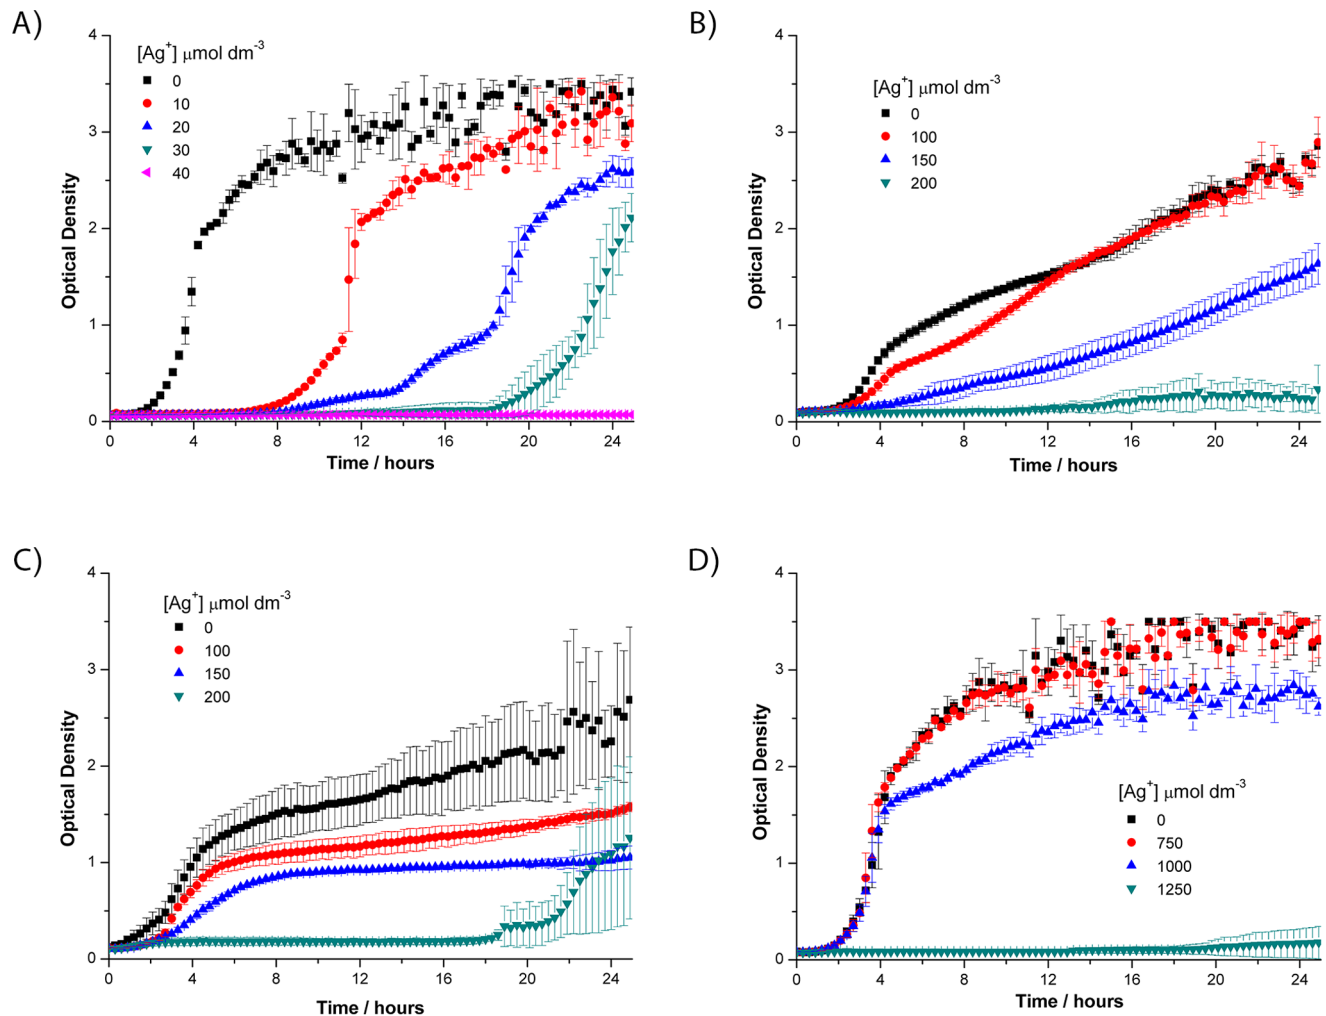 A)
[Ag⁺] μmol dm⁻³
0
10
20
30
40
4
3
2
1
0
Optical Density
0 4 8 12 16 20 24
Time / hours
B)
[Ag⁺] μmol dm⁻³
0
100
150
200
4
3
2
1
0
Optical Density
0 4 8 12 16 20 24
Time / hours
C)
[Ag⁺] μmol dm⁻³
0
100
150
200
4
3
2
1
0
Optical Density
0 4 8 12 16 20 24
Time / hours
D)
4
3
2
1
0
Optical Density
[Ag⁺] μmol dm⁻³
0
750
1000
1250
0 4 8 12 16 20 24
Time / hours